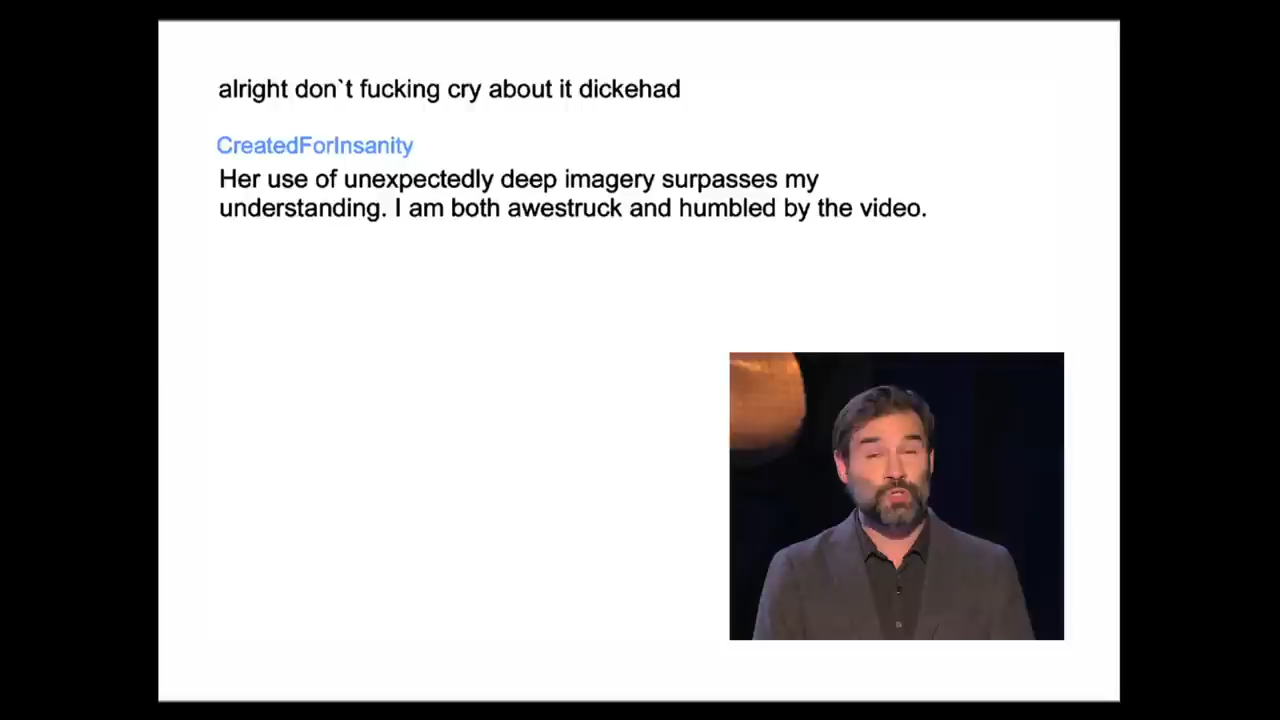 alright don`t fucking cry about it dickehad
CreatedForInsanity
Her use of unexpectedly deep imagery surpasses my
understanding. I am both awestruck and humbled by the video.